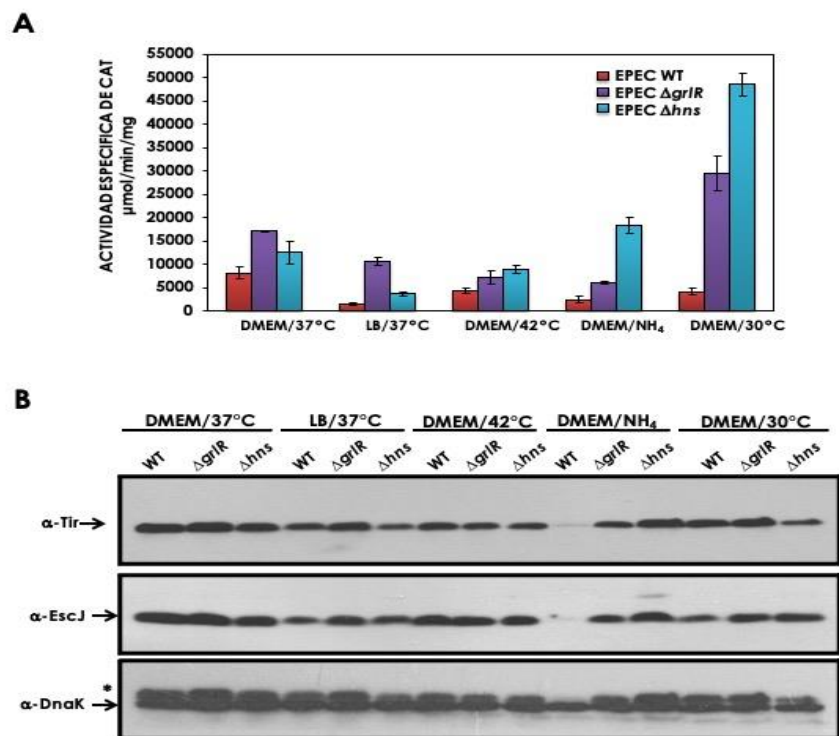 A
ACTIVIDAD ESPECIFICA DE CAT
µmol/min/mg
55000
50000
45000
40000
35000
30000
25000
20000
15000
10000
5000
0
EPEC WT
EPEC ΔgrlR
EPEC Δhns
DMEM/37°C LB/37°C DMEM/42°C DMEM/NH₄ DMEM/30°C
B
DMEM/37°C LB/37°C DMEM/42°C DMEM/NH₄ DMEM/30°C
WT ΔgrlR Δhns WT ΔgrlR Δhns WT ΔgrlR Δhns WT ΔgrlR Δhns WT ΔgrlR Δhns
α-Tir
α-EscJ
*
α-DnaK